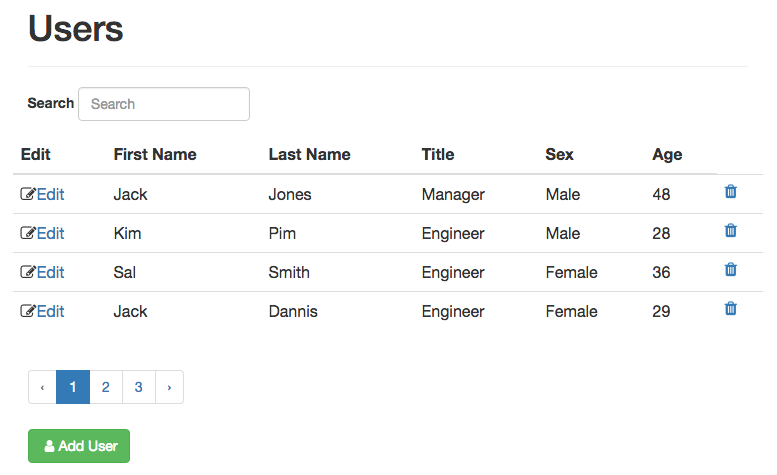 Users
Search Search
Edit First Name Last Name Title Sex Age
Edit Jack Jones Manager Male 48
Edit Kim Pim Engineer Male 28
Edit Sal Smith Engineer Female 36
Edit Jack Dannis Engineer Female 29
‹ 1 2 3 ›
Add User